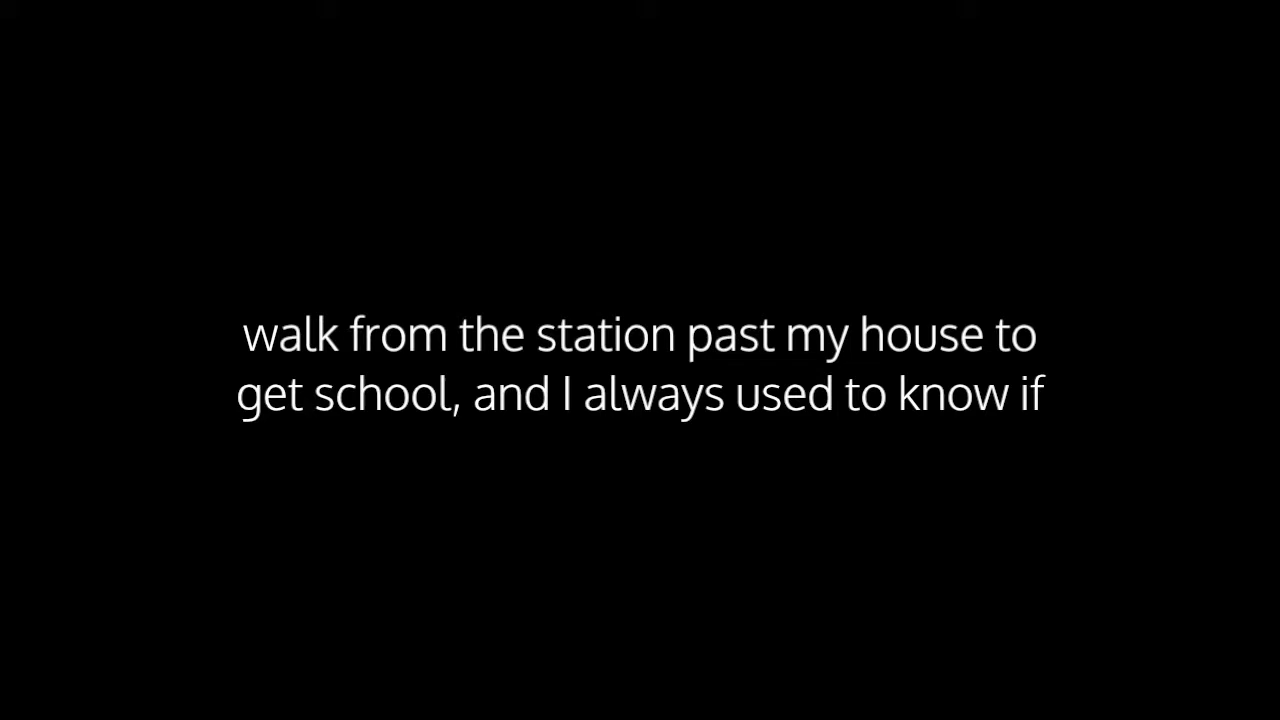 walk from the station past my house to
get school, and I always used to know if